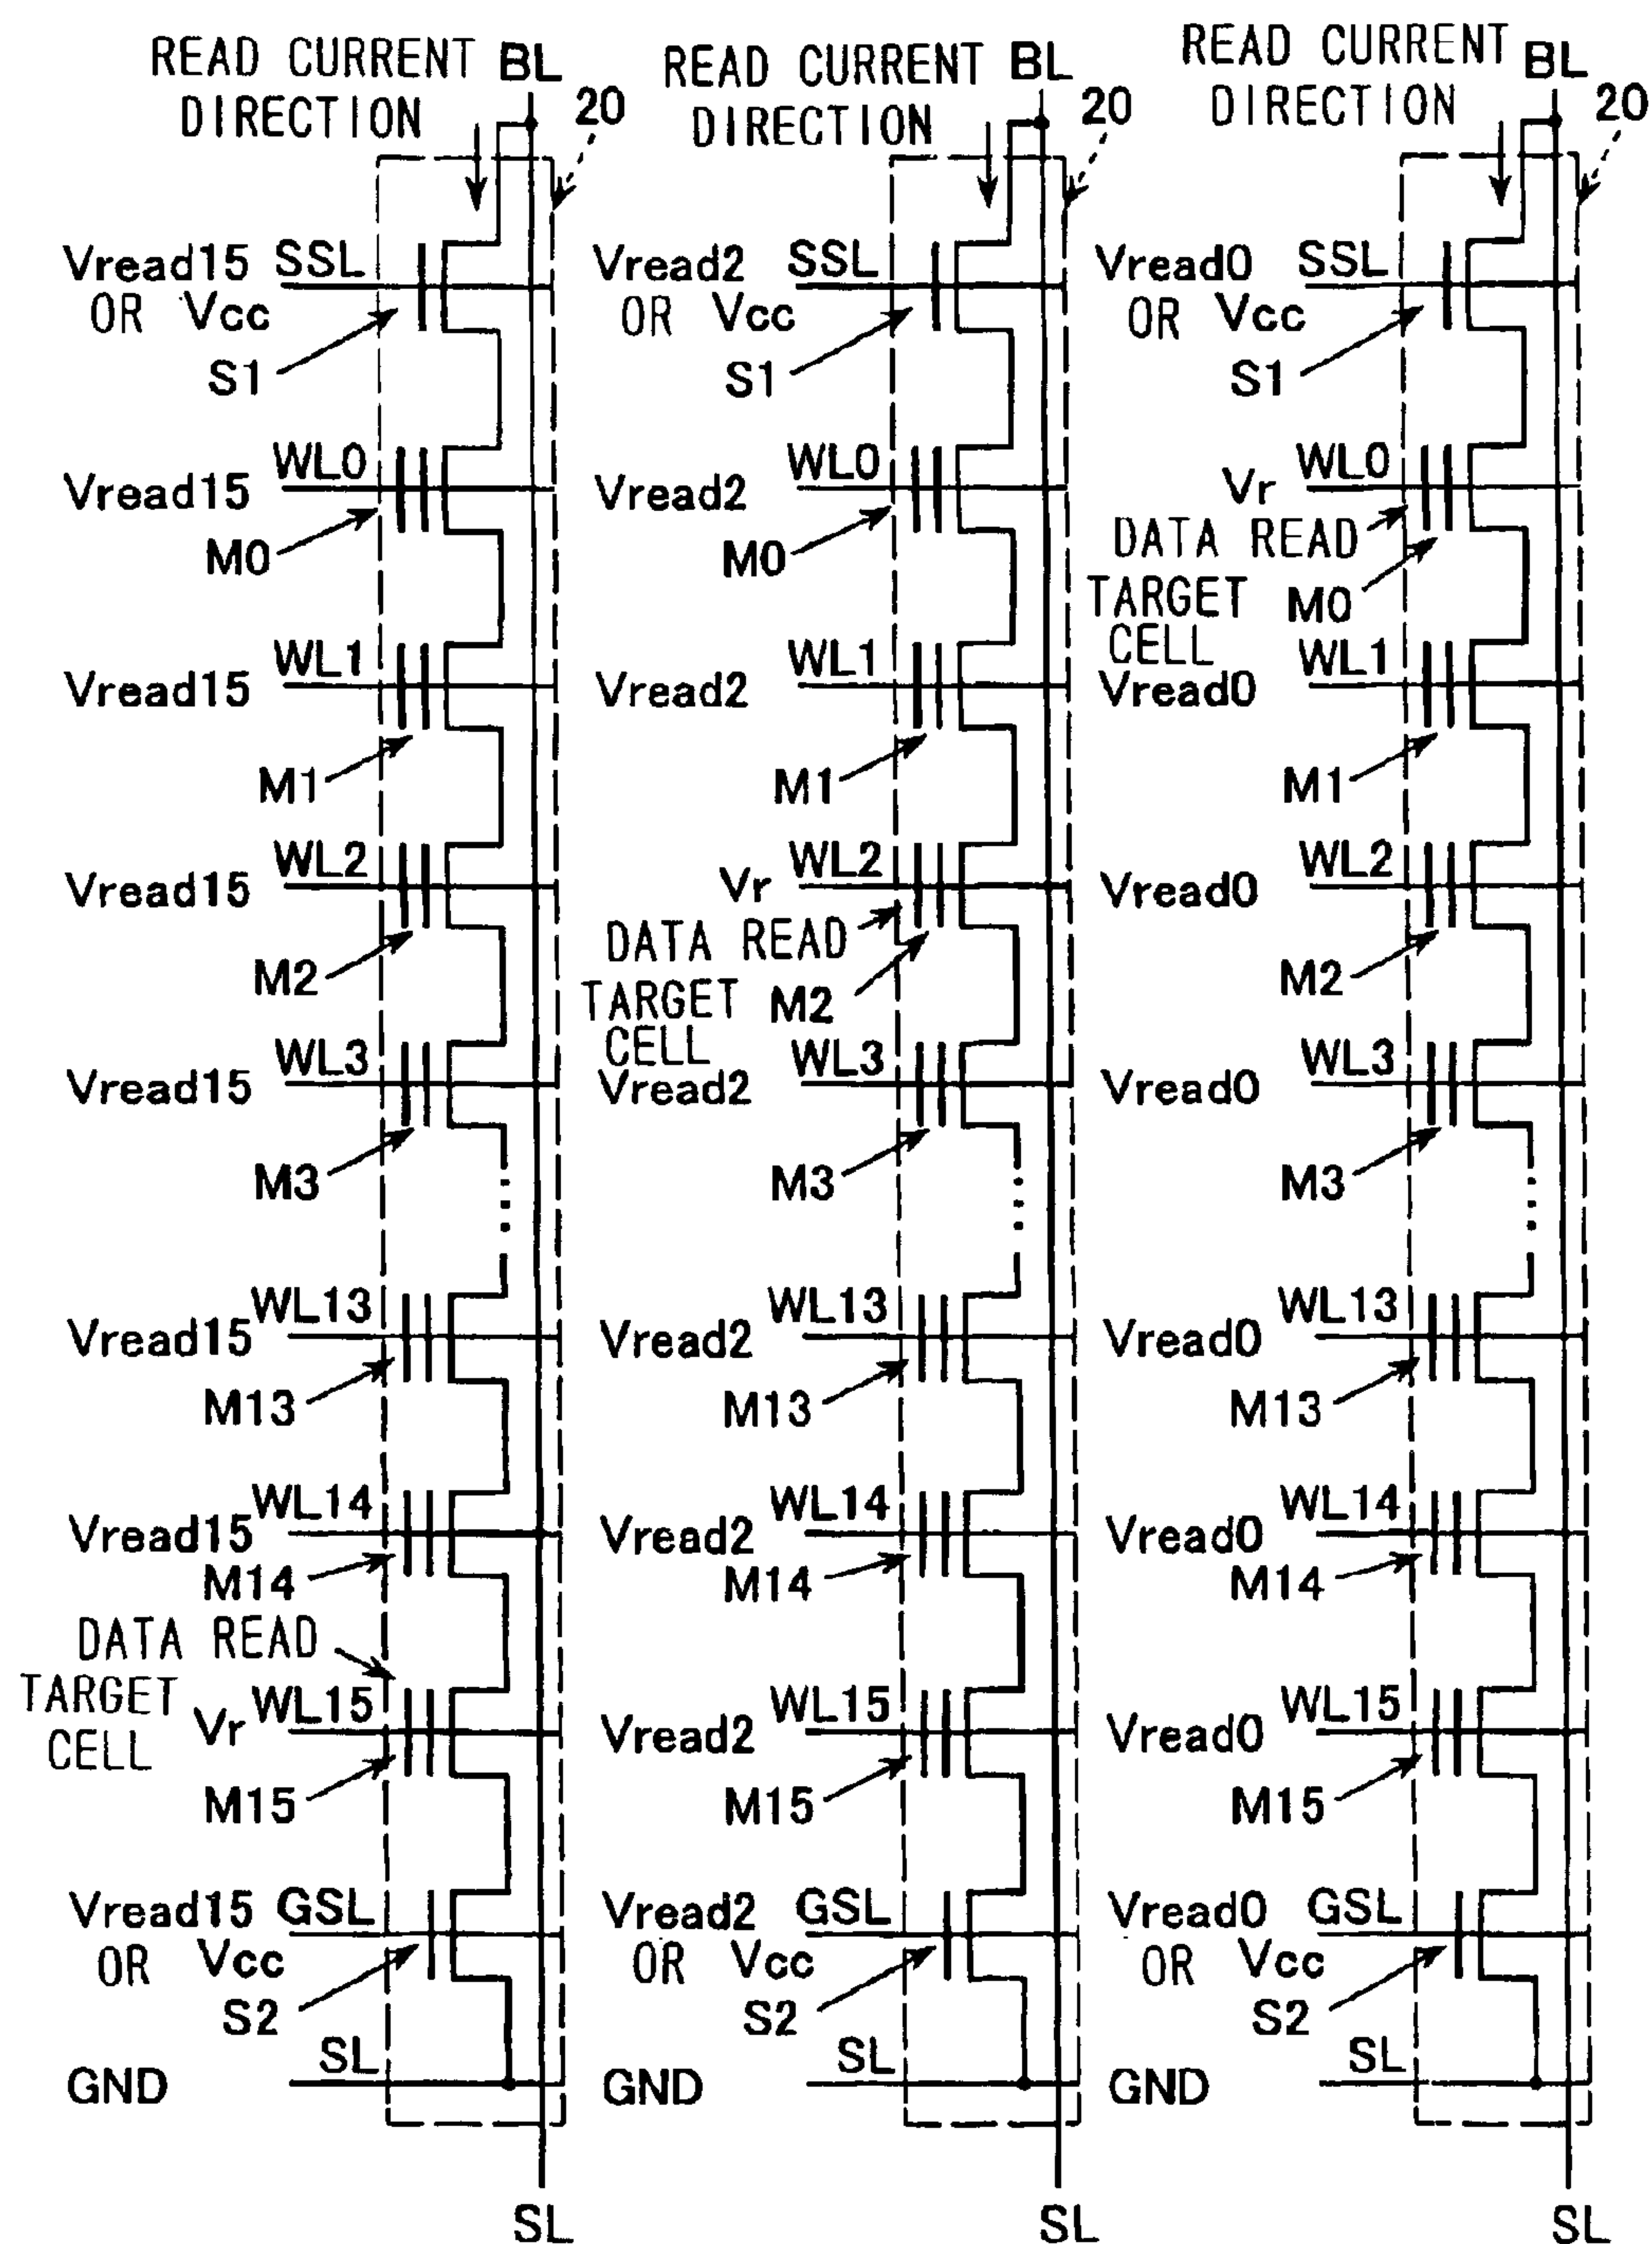 READ CURRENT
DIRECTION
BL
20
Vread15
OR Vcc
SSL
S1
Vread15
WL0
M0
Vread15
WL1
M1
Vread15
WL2
M2
Vread15
WL3
M3
Vread15
WL13
M13
Vread15
WL14
M14
DATA READ
TARGET
CELL
Vr
WL15
M15
Vread15
OR Vcc
GSL
S2
GND
SL
SL
READ CURRENT
DIRECTION
BL
20
Vread2
OR Vcc
SSL
S1
Vread2
WL0
M0
Vread2
WL1
M1
Vr
WL2
DATA READ
TARGET
CELL
M2
Vread2
WL3
M3
Vread2
WL13
M13
Vread2
WL14
M14
Vread2
WL15
M15
Vread2
OR Vcc
GSL
S2
GND
SL
SL
READ CURRENT
DIRECTION
BL
20
Vread0
OR Vcc
SSL
S1
Vr
WL0
DATA READ
TARGET
CELL
M0
Vread0
WL1
M1
Vread0
WL2
M2
Vread0
WL3
M3
Vread0
WL13
M13
Vread0
WL14
M14
Vread0
WL15
M15
Vread0
OR Vcc
GSL
S2
GND
SL
SL